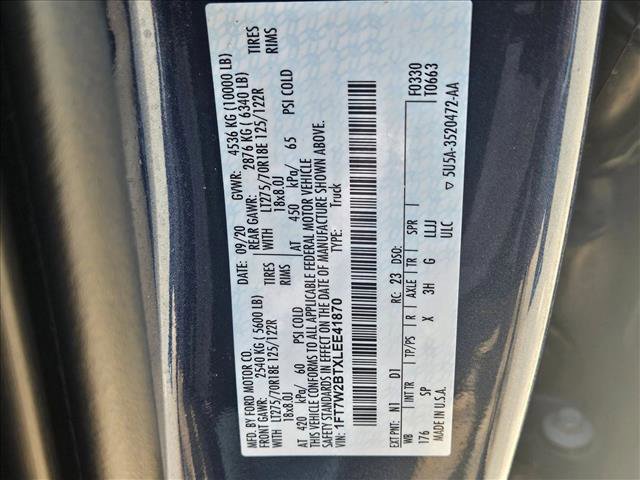 MFD. BY FORD MOTOR CO.
DATE: 09/20 GVWR: 4536 KG (10000 LB)
FRONT GAWR: 2540 KG (5600 LB) REAR GAWR: 2876 KG (6340 LB)
WITH LT275/70R18E 125/122R TIRES WITH LT275/70R18E 125/122R TIRES
18x8.0J RIMS 18x8.0J RIMS
AT 420 kPa/ 60 PSI COLD AT 450 kPa/ 65 PSI COLD
THIS VEHICLE CONFORMS TO ALL APPLICABLE FEDERAL MOTOR VEHICLE
SAFETY STANDARDS IN EFFECT ON THE DATE OF MANUFACTURE SHOWN ABOVE.
VIN: 1FT7W2BTXLEE41870 TYPE: Truck
F0330
T0663
EXT PNT: N1 D1 RC: 23 DSO:
WB INT TR TP/PS R AXLE TR SPR
176 SP X 3H G LLJJ
MADE IN U.S.A. ULC ▽ 5U5A-3520472-AA